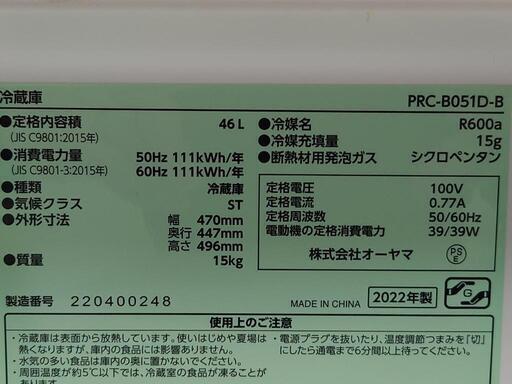 冷蔵庫 PRC-B051D-B
●定格内容積 46L
(JIS C9801:2015年)
●消費電力量 50Hz 111kWh/年
(JIS C9801-3:2015年) 60Hz 111kWh/年
●種類 冷蔵庫
●気候クラス ST
●外形寸法 幅 470mm
奥行 447mm
高さ 496mm
●質量 15kg
●冷媒名 R600a
●冷媒充填量 15g
●断熱材用発泡ガス シクロペンタン
定格電圧 100V
定格電流 0.77A
定格周波数 50/60Hz
電動機の定格消費電力 39/39W
株式会社オーヤマ PSE
製造番号 220400248 MADE IN CHINA 2022年製 G
使用上のご注意
・冷蔵庫は表面から放熱しています。使いはじめや夏場は
熱くなりますが、庫内の食品には影響ありません。
・水気の多い食品は庫内の奥に入れないでください。
・周囲温度が約5℃以下では、冷蔵室の食品が凍ることが
・電源プラグを抜いたり、温度調節つまみを「切」
にしたら通電まで6分間以上待ってください。